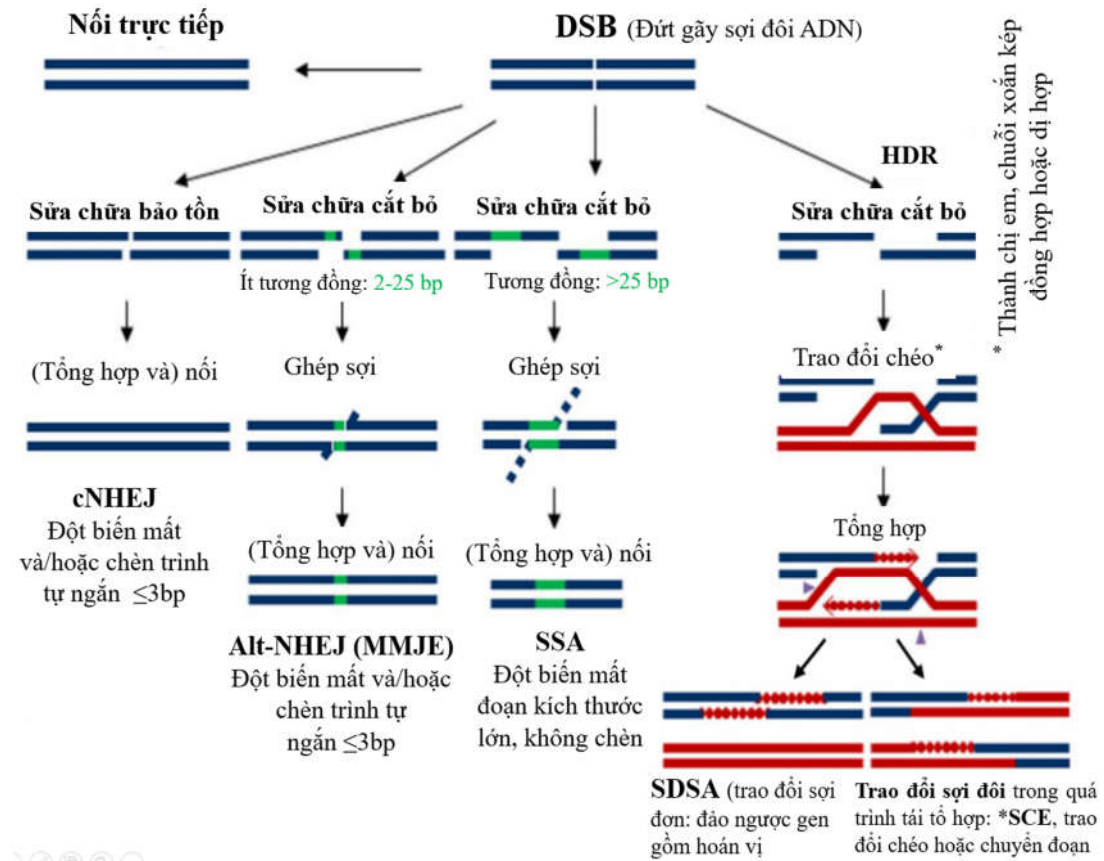 Nối trực tiếp
DSB (Đứt gãy sợi đôi ADN)
* Thành chị em, chuỗi xoắn kép
đồng hợp hoặc dị hợp
HDR
Sửa chữa bảo tồn
Sửa chữa cắt bỏ
Sửa chữa cắt bỏ
Sửa chữa cắt bỏ
Ít tương đồng: 2-25 bp
Tương đồng: >25 bp
(Tổng hợp và) nối
Ghép sợi
Ghép sợi
Trao đổi chéo*
cNHEJ
Đột biến mất
và/hoặc chèn trình
tự ngắn ≤3bp
(Tổng hợp và) nối
(Tổng hợp và) nối
Tổng hợp
Alt-NHEJ (MMJE)
Đột biến mất và/hoặc
chèn trình tự
ngắn ≤3bp
SSA
Đột biến mất
đoạn kích thước
lớn, không chèn
SDSA (trao đổi sợi
đơn: đảo ngược gen
gồm hoán vị
Trao đổi sợi đôi trong quá
trình tái tổ hợp: *SCE, trao
đổi chéo hoặc chuyển đoạn